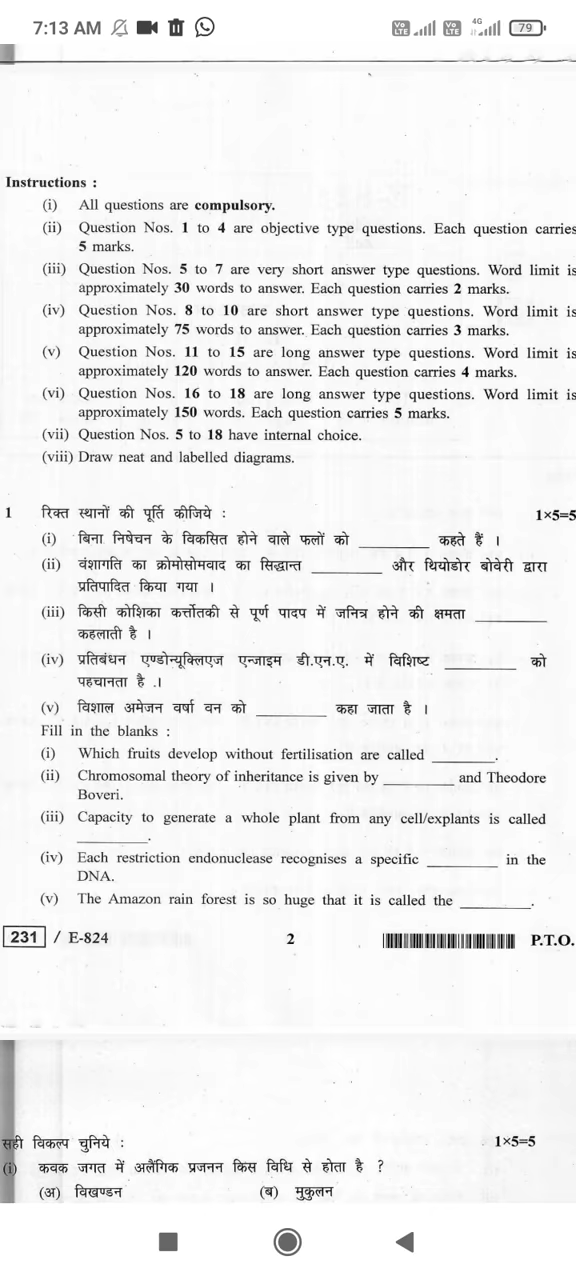 7:13 AM
Vo LTE Vo LTE 4G 79
Instructions :
(i) All questions are compulsory.
(ii) Question Nos. 1 to 4 are objective type questions. Each question carries
5 marks.
(iii) Question Nos. 5 to 7 are very short answer type questions. Word limit is
approximately 30 words to answer. Each question carries 2 marks.
(iv) Question Nos. 8 to 10 are short answer type questions. Word limit is
approximately 75 words to answer. Each question carries 3 marks.
(v) Question Nos. 11 to 15 are long answer type questions. Word limit is
approximately 120 words to answer. Each question carries 4 marks.
(vi) Question Nos. 16 to 18 are long answer type questions. Word limit is
approximately 150 words. Each question carries 5 marks.
(vii) Question Nos. 5 to 18 have internal choice.
(viii) Draw neat and labelled diagrams.
1 रिक्त स्थानों की पूर्ति कीजिये : 1×5=5
(i) बिना निषेचन के विकसित होने वाले फलों को ________ कहते हैं ।
(ii) वंशागति का क्रोमोसोमवाद का सिद्धान्त ________ और थियोडोर बोवेरी द्वारा
प्रतिपादित किया गया ।
(iii) किसी कोशिका कर्त्तोतकी से पूर्ण पादप में जनित्र होने की क्षमता ________
कहलाती है ।
(iv) प्रतिबंधन एण्डोन्यूक्लिएज एन्जाइम डी.एन.ए. में विशिष्ट ________ को
पहचानता है .।
(v) विशाल अमेजन वर्षा वन को ________ कहा जाता है ।
Fill in the blanks :
(i) Which fruits develop without fertilisation are called ________.
(ii) Chromosomal theory of inheritance is given by ________ and Theodore
Boveri.
(iii) Capacity to generate a whole plant from any cell/explants is called
________.
(iv) Each restriction endonuclease recognises a specific ________ in the
DNA.
(v) The Amazon rain forest is so huge that it is called the ________.
231 / E-824 2 P.T.O.
सही विकल्प चुनिये : 1×5=5
(i) कवक जगत में अलैंगिक प्रजनन किस विधि से होता है ?
(अ) विखण्डन (ब) मुकुलन